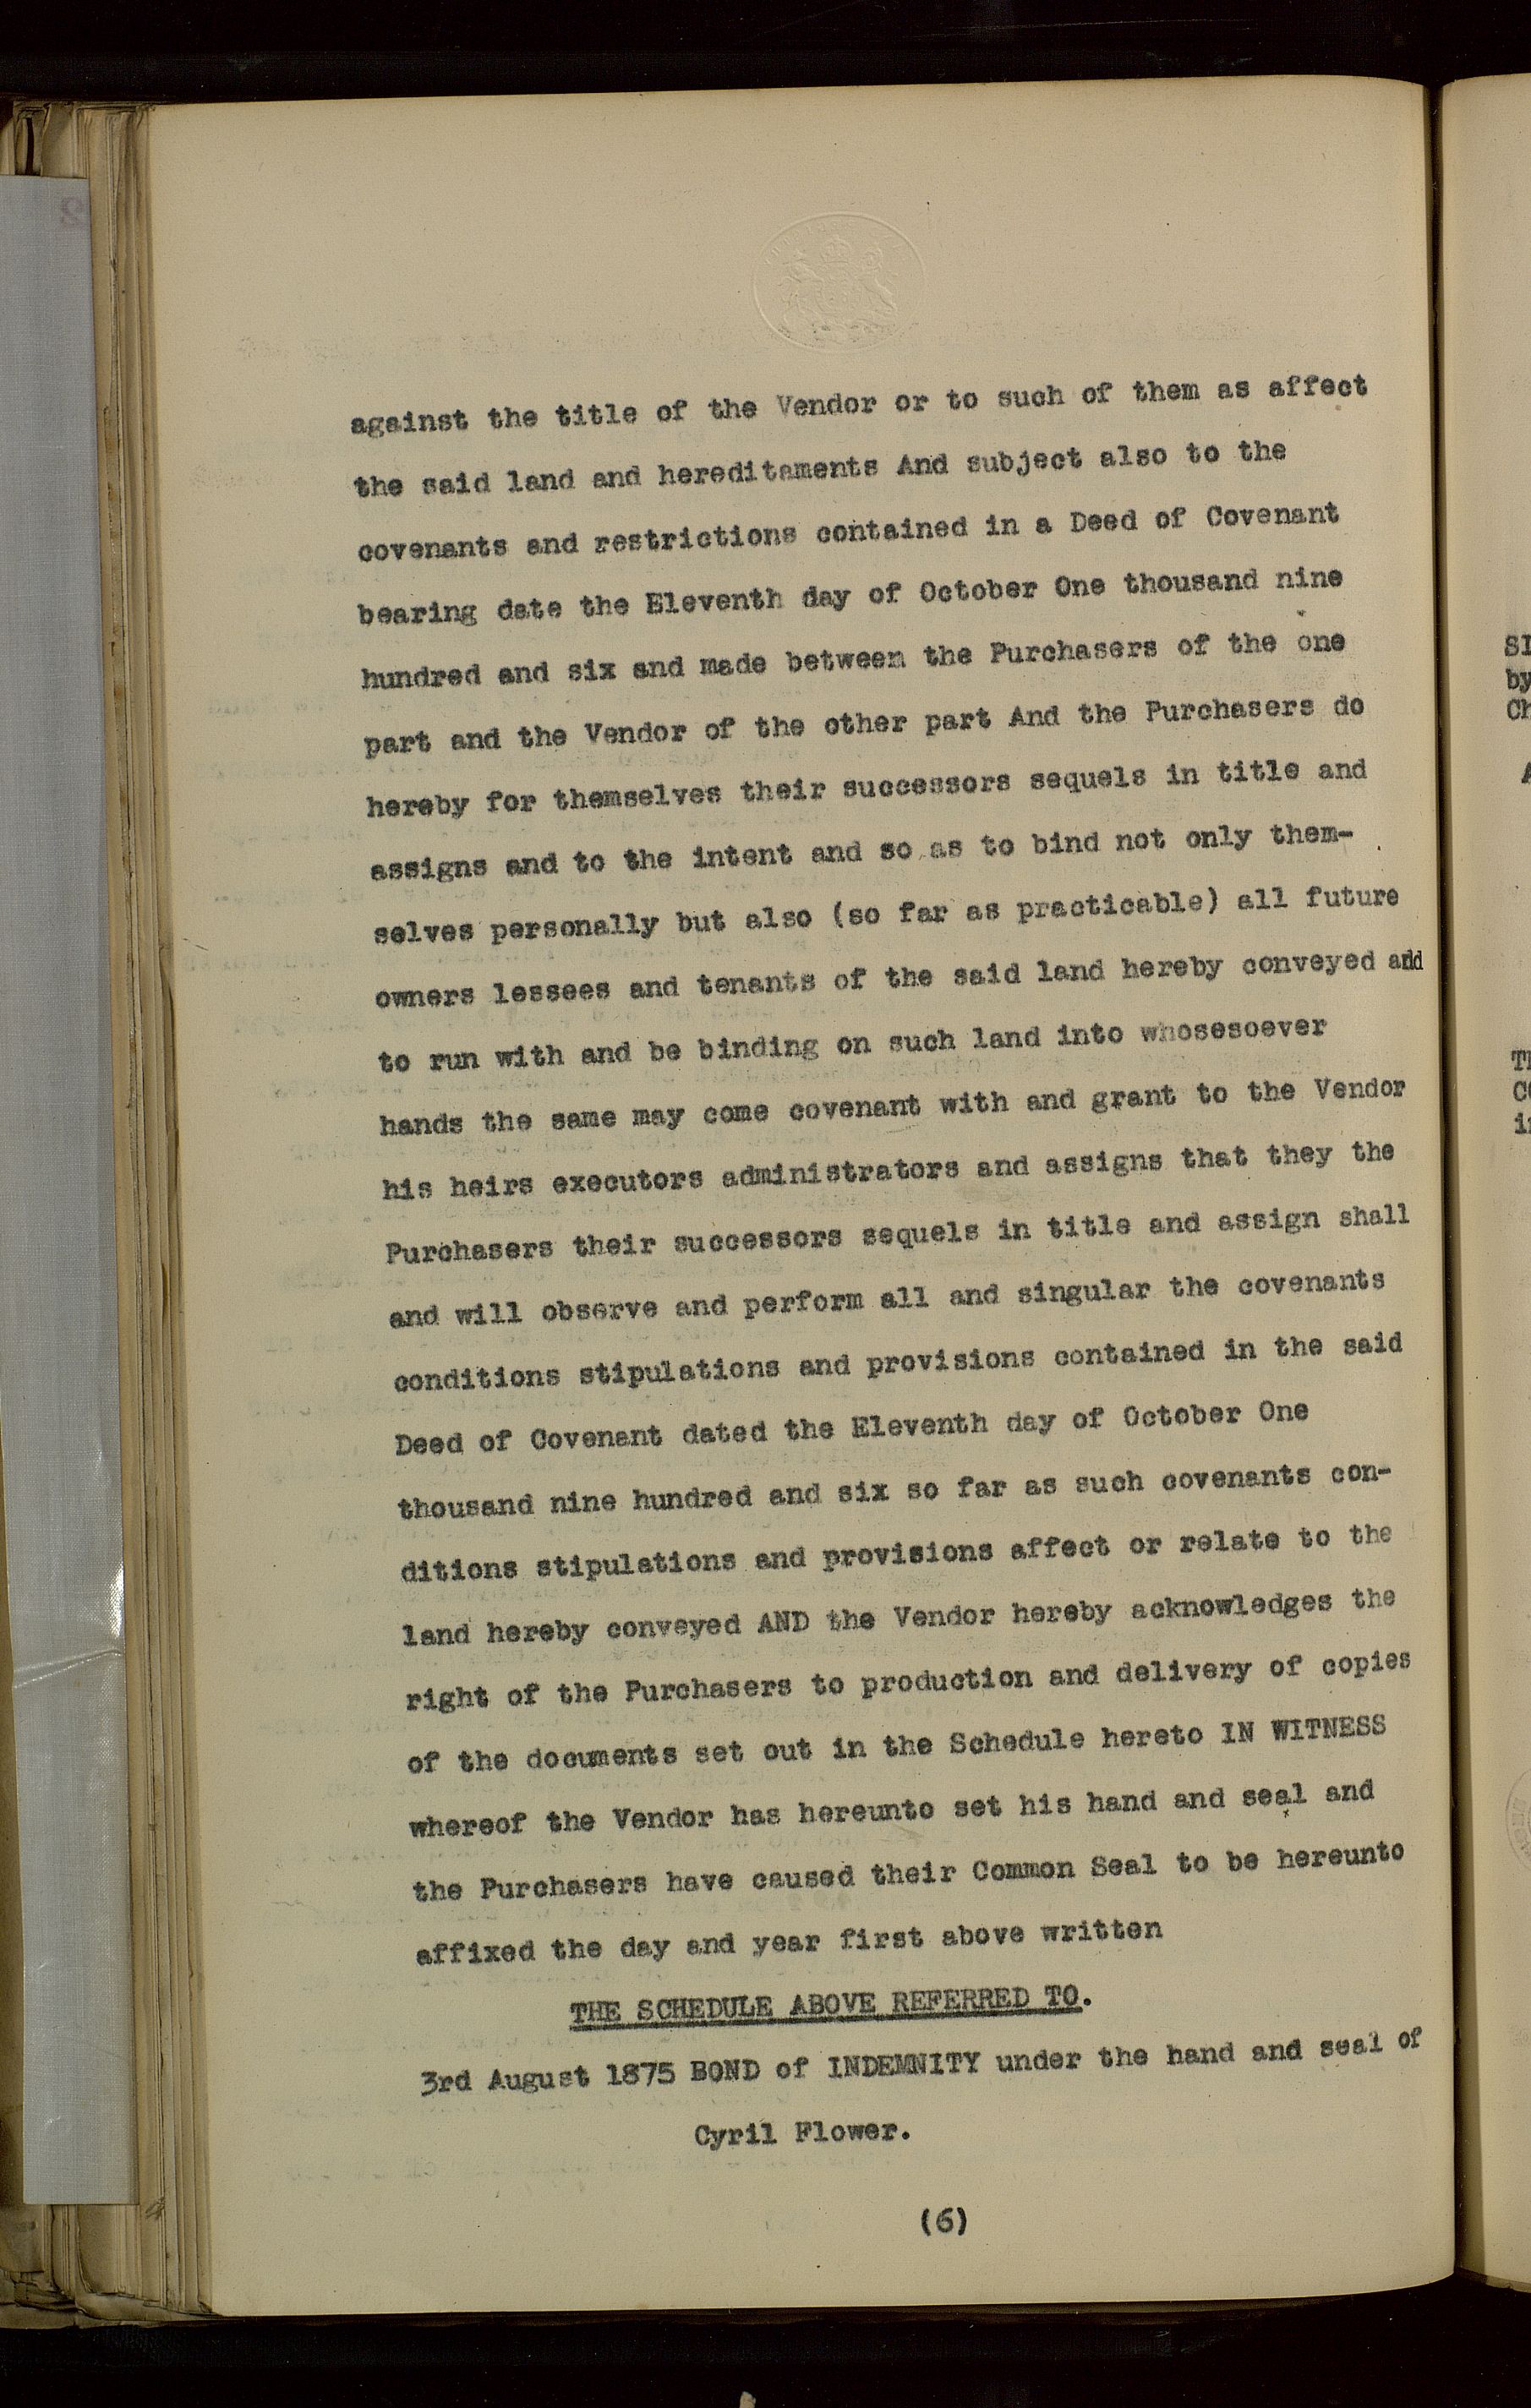 against the title of the Vendor or to such of them as affect
the said land and hereditaments And subject also to the
covenants and restrictions contained in a Deed of Covenant
bearing date the Eleventh day of October One thousand nine
hundred and six and made between the Purchasers of the one
part and the Vendor of the other part And the Purchasers do
hereby for themselves their successors sequels in title and
assigns and to the intent and so as to bind not only them-
selves personally but also (so far as practicable) all future
owners lessees and tenants of the said land hereby conveyed and
to run with and be binding on such land into whosesoever
hands the same may come covenant with and grant to the Vendor
his heirs executors administrators and assigns that they the
Purchasers their successors sequels in title and assign shall
and will observe and perform all and singular the covenants
conditions stipulations and provisions contained in the said
Deed of Covenant dated the Eleventh day of October One
thousand nine hundred and six so far as such covenants con-
ditions stipulations and provisions affect or relate to the
land hereby conveyed AND the Vendor hereby acknowledges the
right of the Purchasers to production and delivery of copies
of the documents set out in the Schedule hereto IN WITNESS
whereof the Vendor has hereunto set his hand and seal and
the Purchasers have caused their Common Seal to be hereunto
affixed the day and year first above written
THE SCHEDULE ABOVE REFERRED TO.
3rd August 1875 BOND of INDEMNITY under the hand and seal of
Cyril Flower.
(6)